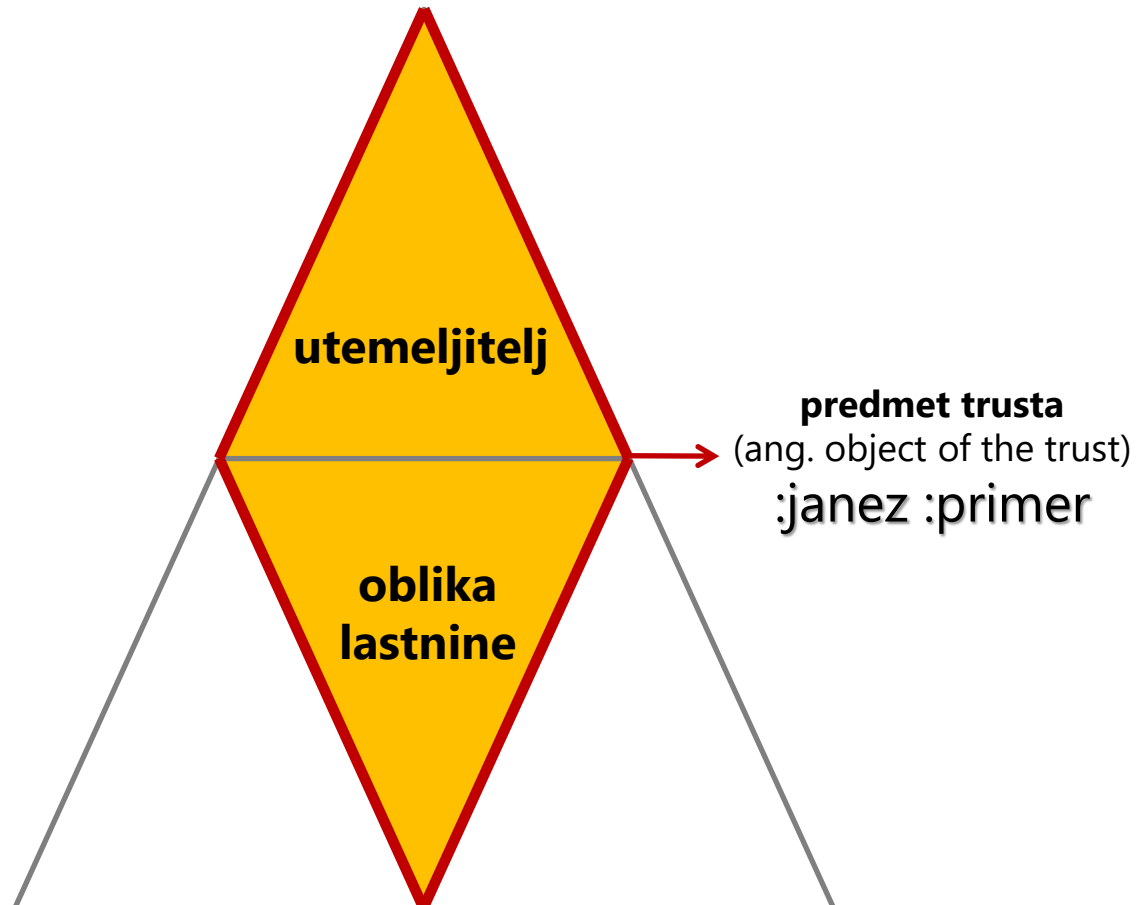 utemeljitelj
predmet trusta
(ang. object of the trust)
:janez :primer
oblika
lastnine